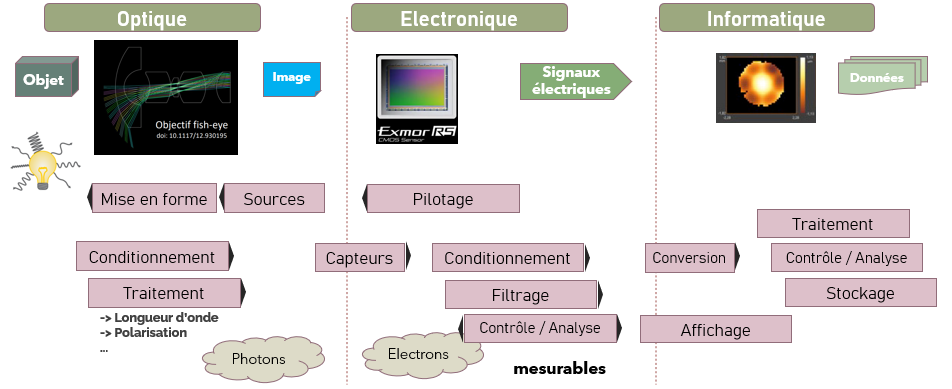 Optique
Electronique
Informatique
Objet
Objectif fish-eye
doi: 10.1117/12.930195
Image
Exmor RS
CMOS Sensor
Signaux
électriques
Données
Mise en forme
Sources
Pilotage
Traitement
Conditionnement
Capteurs
Conditionnement
Conversion
Contrôle / Analyse
Traitement
Filtrage
Stockage
-> Longueur d'onde
-> Polarisation
...
Contrôle / Analyse
Affichage
Photons
Electrons
mesurables